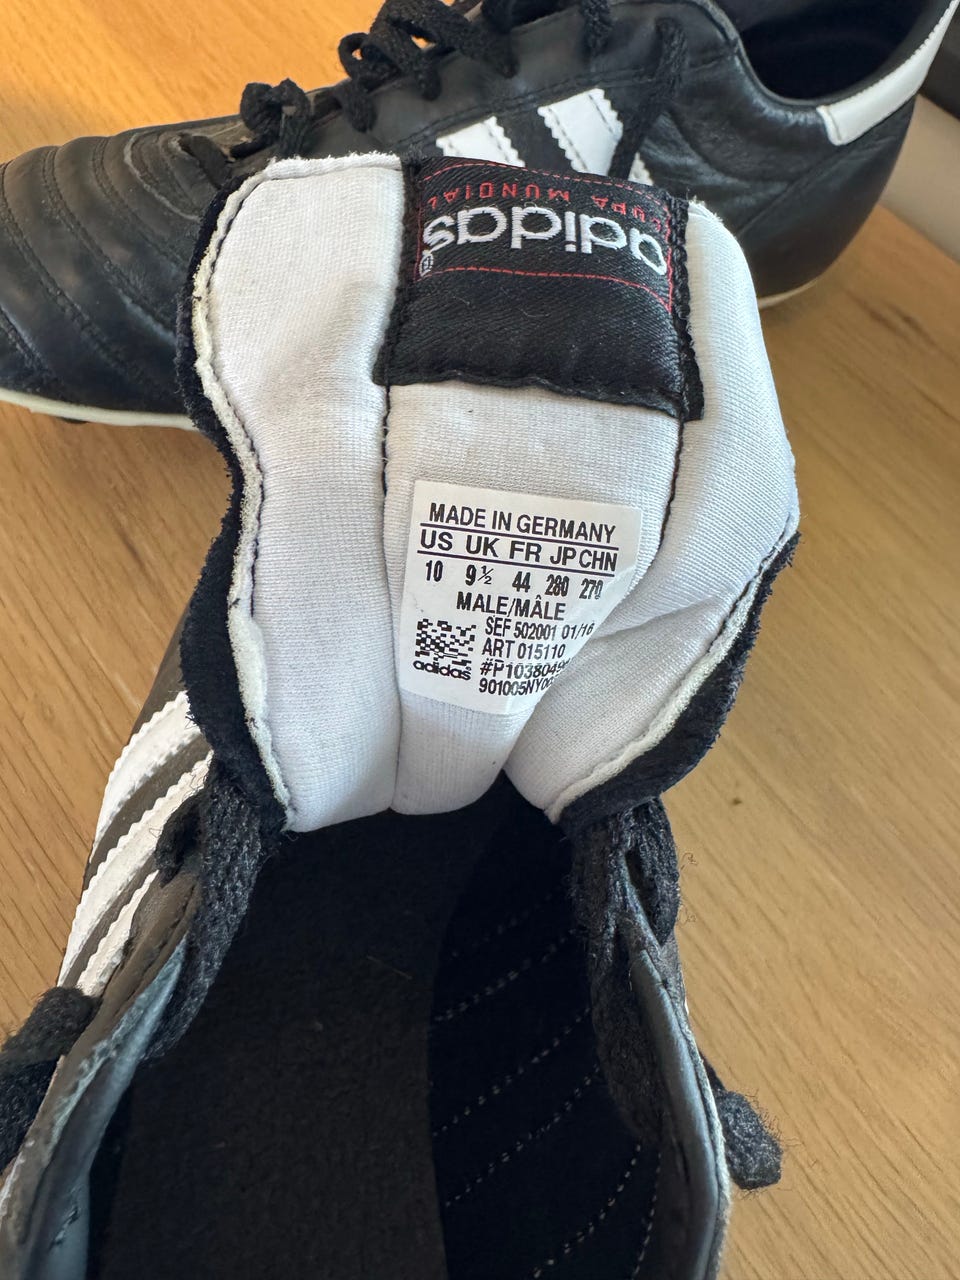 COPA MUNDIAL
adidas®
MADE IN GERMANY
US UK FR JP CHN
10 9½ 44 280 270
MALE/MÂLE
SEF 502001 01/16
ART 015110
adidas